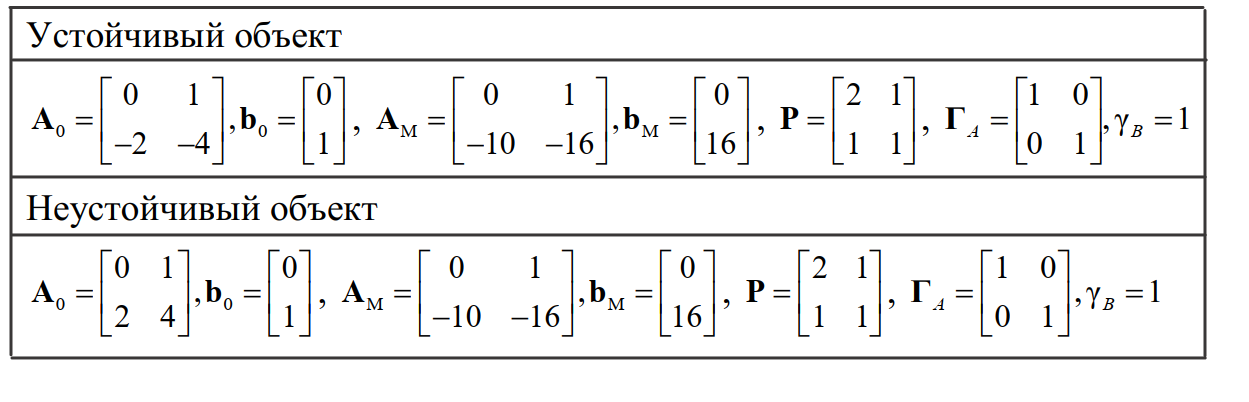 Устойчивый объект
A₀ = [0 1; −2 −4], b₀ = [0; 1], A_М = [0 1; −10 −16], b_М = [0; 16], P = [2 1; 1 1], Γ_A = [1 0; 0 1], γ_B = 1
Неустойчивый объект
A₀ = [0 1; 2 4], b₀ = [0; 1], A_М = [0 1; −10 −16], b_М = [0; 16], P = [2 1; 1 1], Γ_A = [1 0; 0 1], γ_B = 1